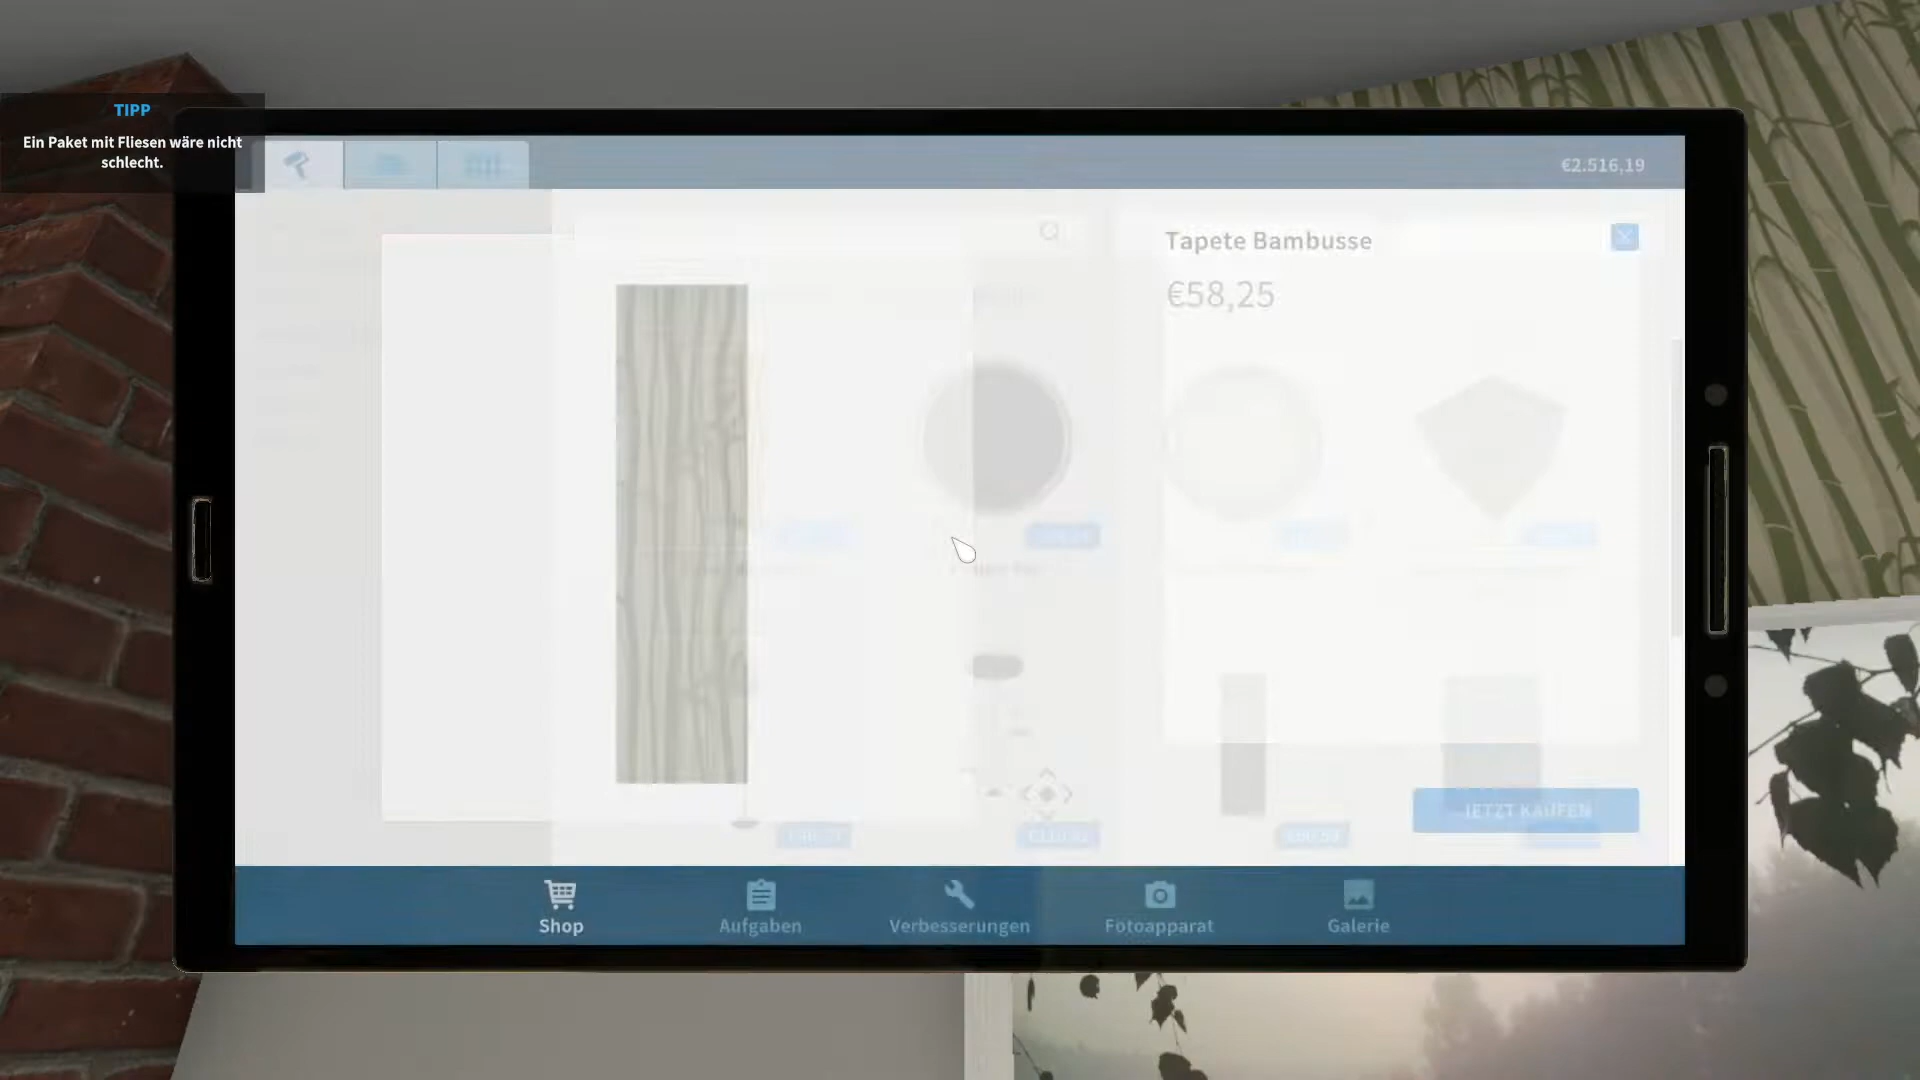 TIPP
Ein Paket mit Fliesen wäre nicht
schlecht.
€2.516,19
Tapete Bambusse
€58,25
JETZT KAUFEN
Shop
Aufgaben
Verbesserungen
Fotoapparat
Galerie